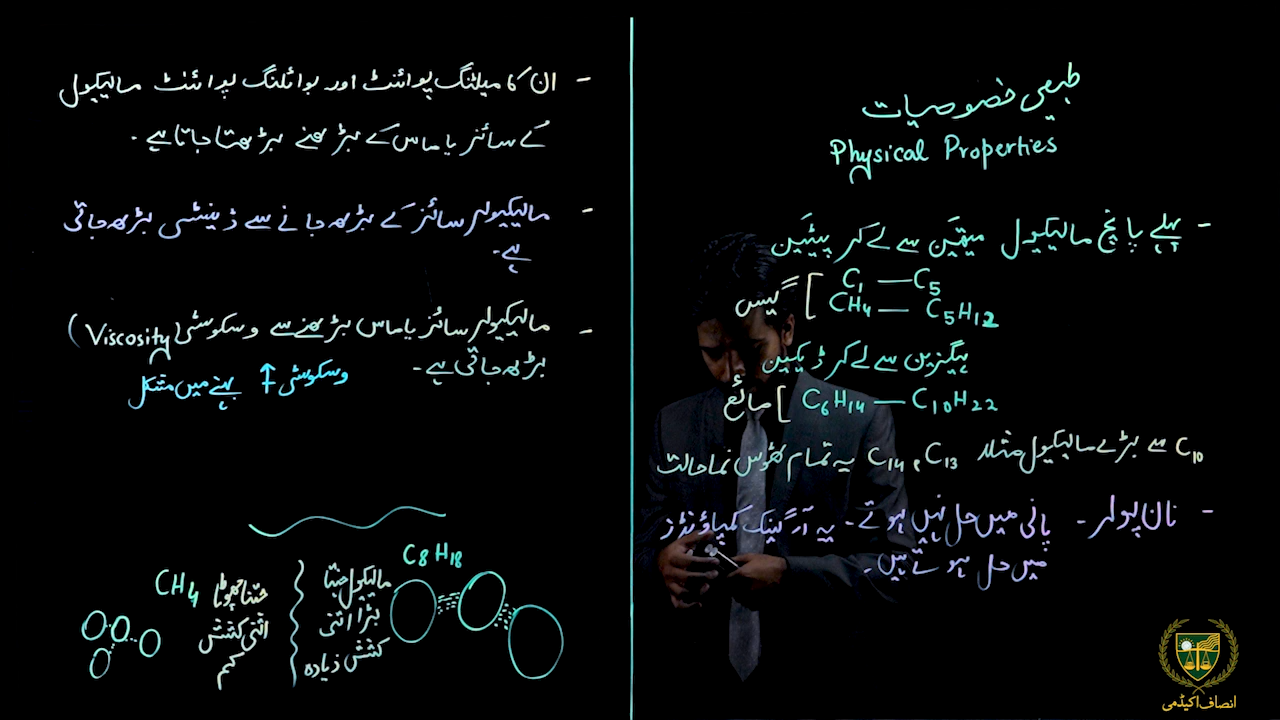 طبعی خصوصیات
Physical Properties
- پہلے پانچ مالیکیول میتھین سے لے کر پینٹین
C₁ — C₅
گیس [ CH₄ — C₅H₁₂
ہیگزین سے لے کر ڈیکین
مائع [ C₆H₁₄ — C₁₀H₂₂
C₁₀ سے بڑے مالیکیول مثلاً C₁₃ ، C₁₄ یہ تمام ٹھوس نما حالت
- نان پولر - پانی میں حل نہیں ہوتے - یہ آرگینک کمپاؤنڈز
میں حل ہوتے ہیں -
- ان کا میلٹنگ پوائنٹ اور بوائلنگ پوائنٹ مالیکیول
کے سائز یا ماس کے بڑھنے بڑھتا جاتا ہے -
- مالیکیولر سائز کے بڑھ جانے سے ڈینسٹی بڑھ جاتی
ہے -
- مالیکیولر سائز یا ماس بڑھنے سے وسکوسٹی (Viscosity)
بڑھ جاتی ہے -
وسکوسٹی ↑ بہنے میں مشکل
C8H18
مالیکیول جتنا
بڑا اتنی
کشش زیادہ
CH₄
جتنا چھوٹا
اتنی کشش
کم
انصاف اکیڈمی